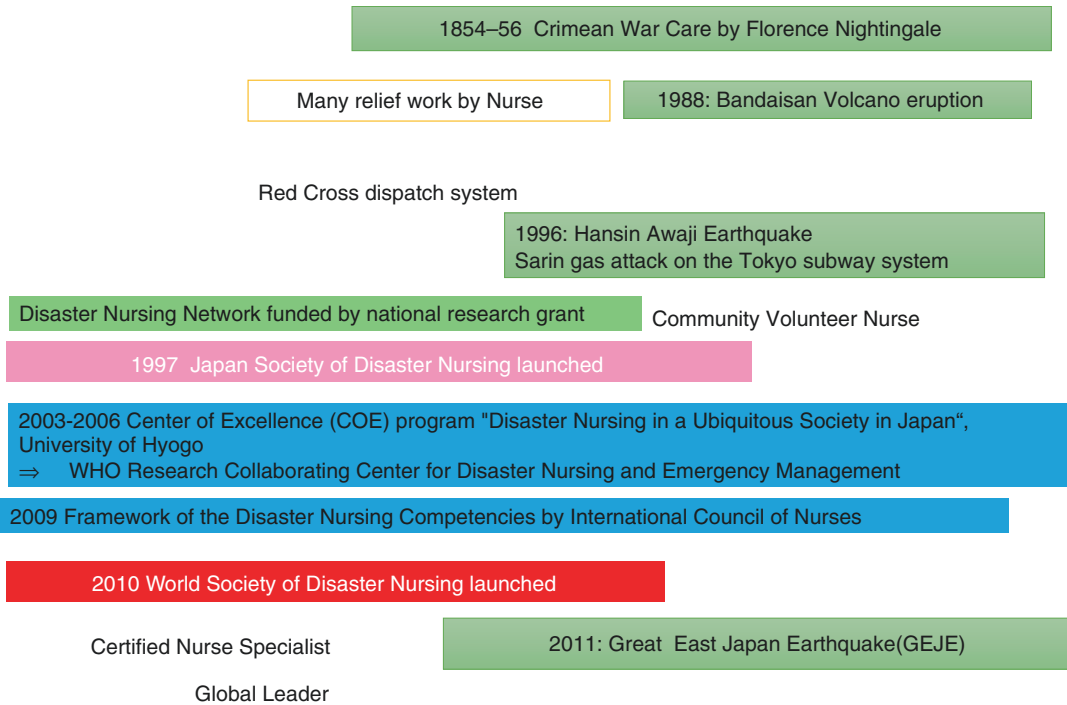 1854–56  Crimean War Care by Florence Nightingale
Many relief work by Nurse
1988: Bandaisan Volcano eruption
Red Cross dispatch system
1996: Hansin Awaji Earthquake
Sarin gas attack on the Tokyo subway system
Disaster Nursing Network funded by national research grant
Community Volunteer Nurse
1997  Japan Society of Disaster Nursing launched
2003-2006 Center of Excellence (COE) program "Disaster Nursing in a Ubiquitous Society in Japan“,
University of Hyogo
⇒ WHO Research Collaborating Center for Disaster Nursing and Emergency Management
2009 Framework of the Disaster Nursing Competencies by International Council of Nurses
2010 World Society of Disaster Nursing launched
Certified Nurse Specialist
2011: Great  East Japan Earthquake(GEJE)
Global Leader